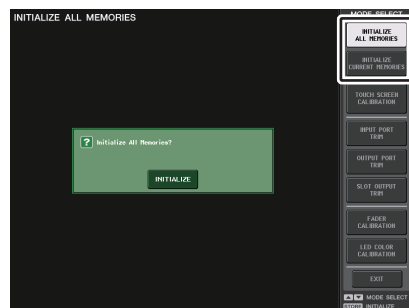 INITIALIZE ALL MEMORIES
MODE SELECT
INITIALIZE
ALL MEMORIES
INITIALIZE
CURRENT MEMORIES
TOUCH SCREEN
CALIBRATION
INPUT PORT
TRIM
OUTPUT PORT
TRIM
SLOT OUTPUT
TRIM
FADER
CALIBRATION
LED COLOR
CALIBRATION
EXIT
▲ ▼ MODE SELECT
STORE INITIALIZE
? Initialize All Memories?
INITIALIZE